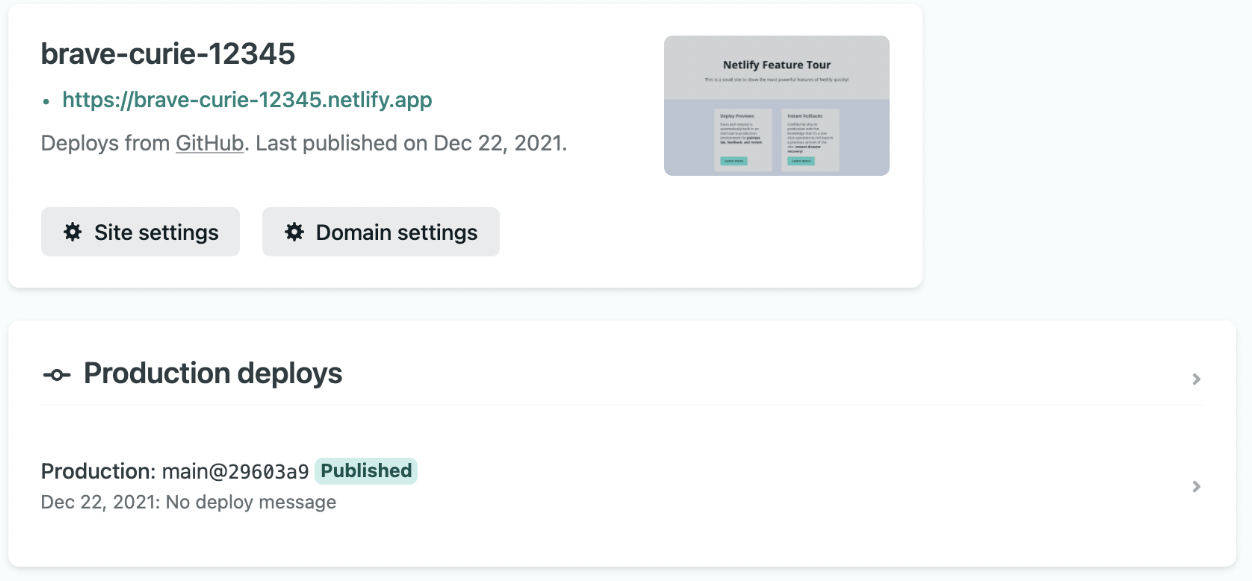 brave-curie-12345
• https://brave-curie-12345.netlify.app
Deploys from GitHub. Last published on Dec 22, 2021.
Netlify Feature Tour
This is a small site to show the most powerful features of Netlify quickly!
Deploy Previews
Instant Rollbacks
Learn More
Learn More
Site settings
Domain settings
Production deploys
Production: main@29603a9 Published
Dec 22, 2021: No deploy message